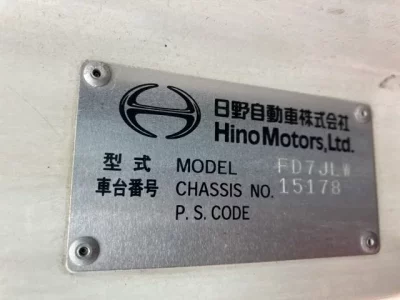 日野自動車株式会社
Hino Motors, Ltd.
型式 MODEL FD7JLW
車台番号 CHASSIS NO. 15178
P.S. CODE